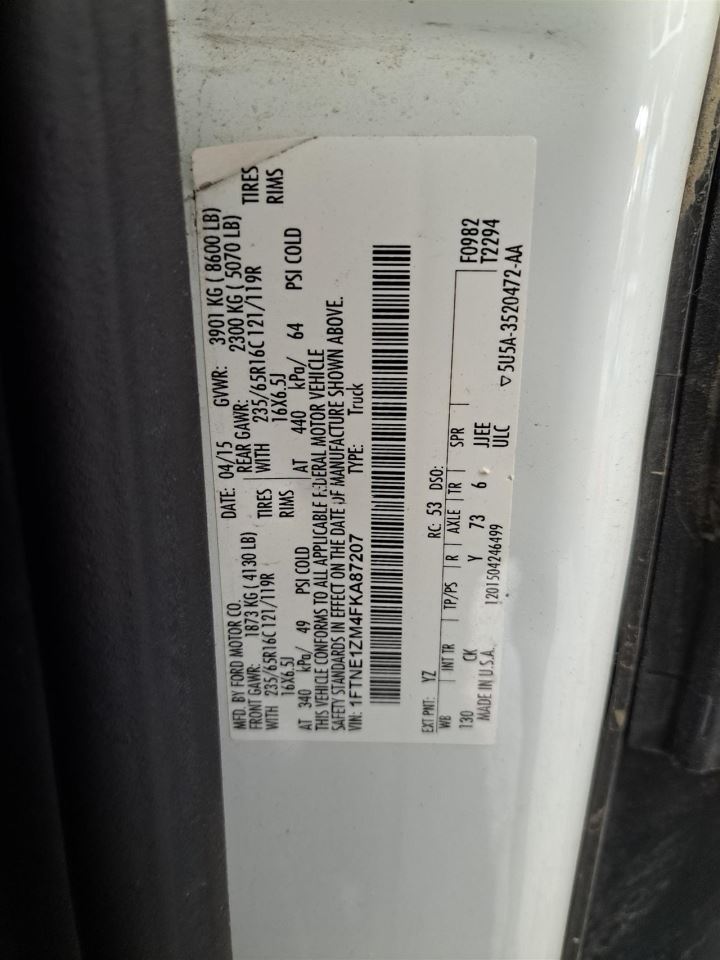 MFD. BY FORD MOTOR CO. DATE: 04/15 GVWR: 3901 KG ( 8600 LB)
FRONT GAWR: 1873 KG ( 4130 LB) REAR GAWR: 2300 KG ( 5070 LB)
WITH 235/65R16C 121/119R TIRES WITH 235/65R16C 121/119R TIRES
16X6.5J RIMS 16X6.5J RIMS
AT 340 kPa/ 49 PSI COLD AT 440 kPa/ 64 PSI COLD
THIS VEHICLE CONFORMS TO ALL APPLICABLE FEDERAL MOTOR VEHICLE
SAFETY STANDARDS IN EFFECT ON THE DATE OF MANUFACTURE SHOWN ABOVE.
VIN: 1FTNE1ZM4FKA87207 TYPE: Truck
EXT PNT: YZ RC: 53 DSO:
WB INT TR TP/PS R AXLE TR SPR F0982
130 CK Y 73 6 JJEE T2294
MADE IN U.S.A. 1201504246499 ULC ▽5U5A-3520472-AA